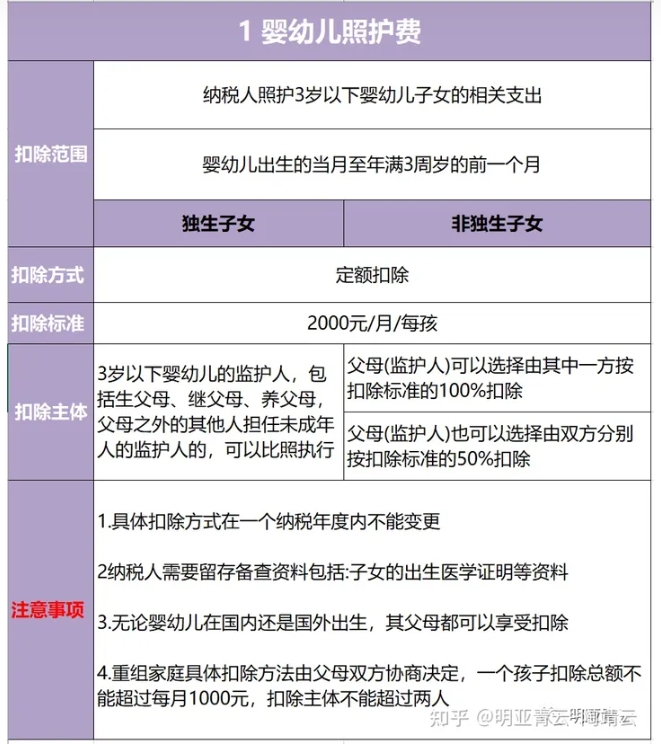 1 婴幼儿照护费
扣除范围
纳税人照护3岁以下婴幼儿子女的相关支出
婴幼儿出生的当月至年满3周岁的前一个月
独生子女
非独生子女
扣除方式
定额扣除
扣除标准
2000元/月/每孩
扣除主体
3岁以下婴幼儿的监护人，包
括生父母、继父母、养父母，
父母之外的其他人担任未成年
人的监护人的，可以比照执行
父母(监护人)可以选择由其中一方按
扣除标准的100%扣除
父母(监护人)也可以选择由双方分别
按扣除标准的50%扣除
注意事项
1.具体扣除方式在一个纳税年度内不能变更
2纳税人需要留存备查资料包括:子女的出生医学证明等资料
3.无论婴幼儿在国内还是国外出生，其父母都可以享受扣除
4.重组家庭具体扣除方法由父母双方协商决定，一个孩子扣除总额不
能超过每月1000元，扣除主体不能超过两人
知乎 @明亚青云